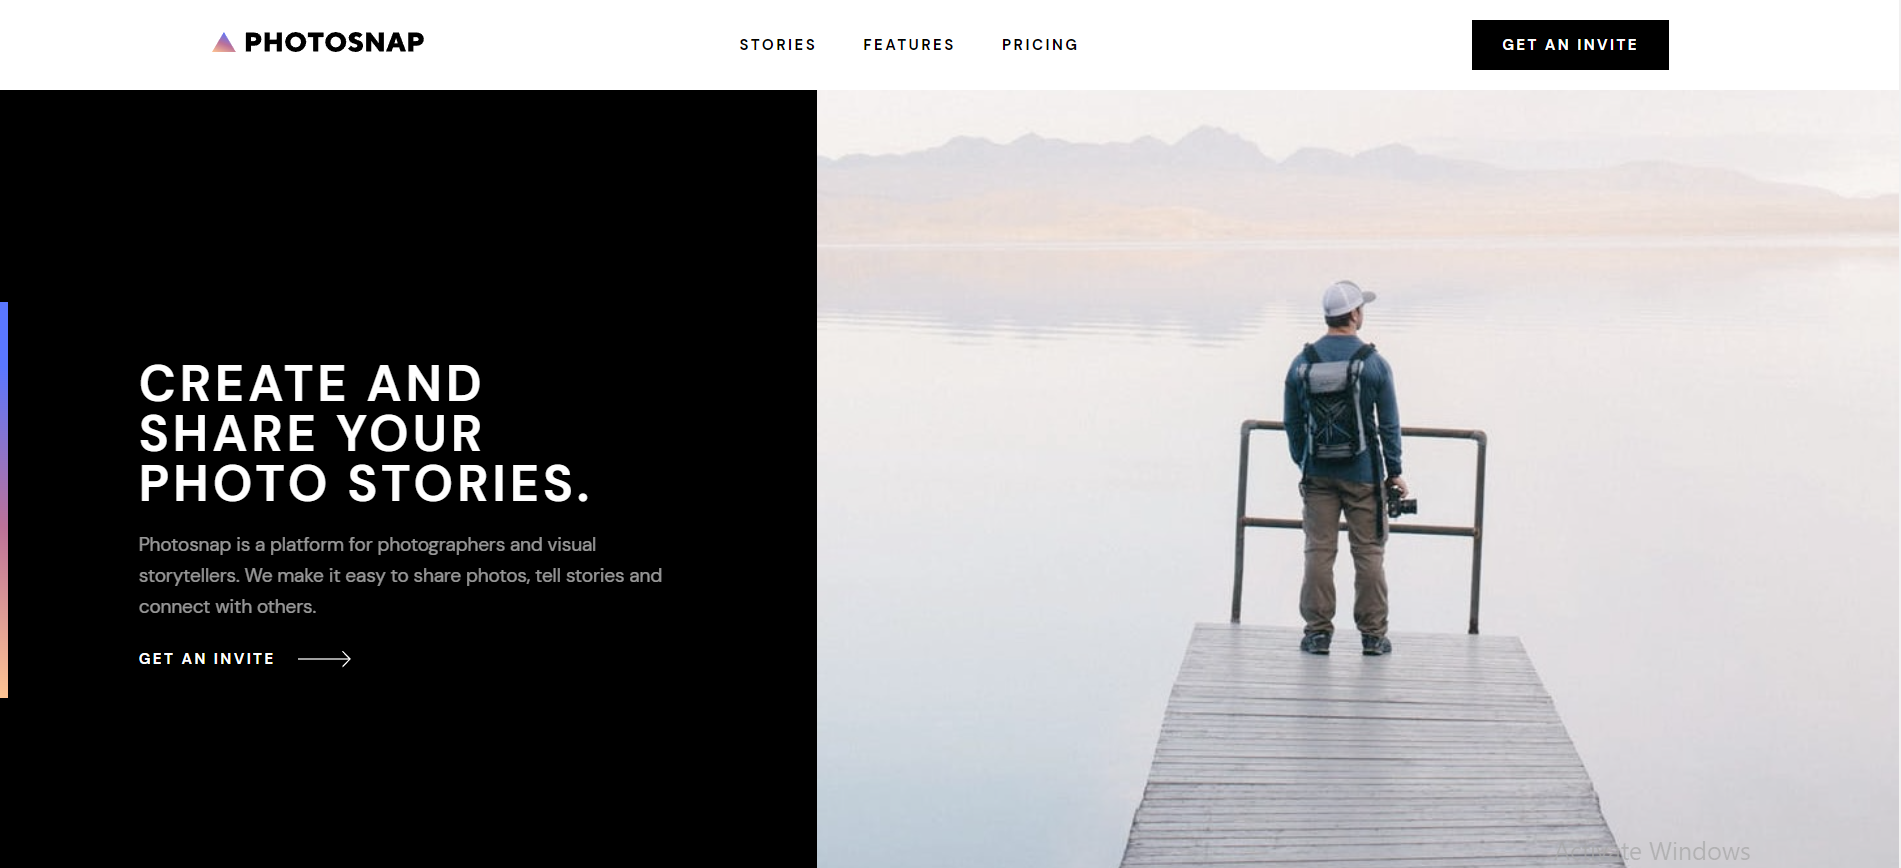 PHOTOSNAP
STORIES FEATURES PRICING
GET AN INVITE
CREATE AND
SHARE YOUR
PHOTO STORIES.
Photosnap is a platform for photographers and visual
storytellers. We make it easy to share photos, tell stories and
connect with others.
GET AN INVITE
Activate Windows